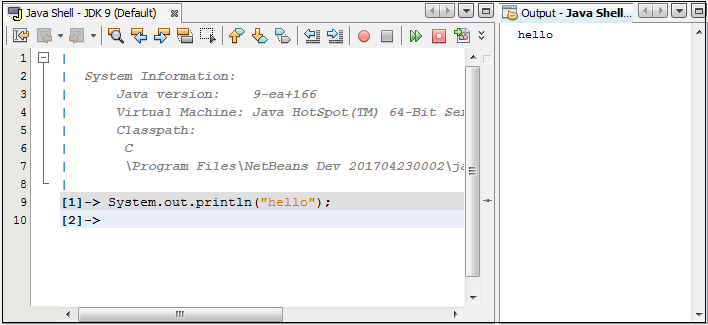 Java Shell - JDK 9 (Default)
Output - Java Shell...
1
2 System Information:
3 Java version: 9-ea+166
4 Virtual Machine: Java HotSpot(TM) 64-Bit Ser
5 Classpath:
6 C
7 \Program Files\NetBeans Dev 201704230002\ja
8
9 [1]-> System.out.println("hello");
10 [2]->
hello